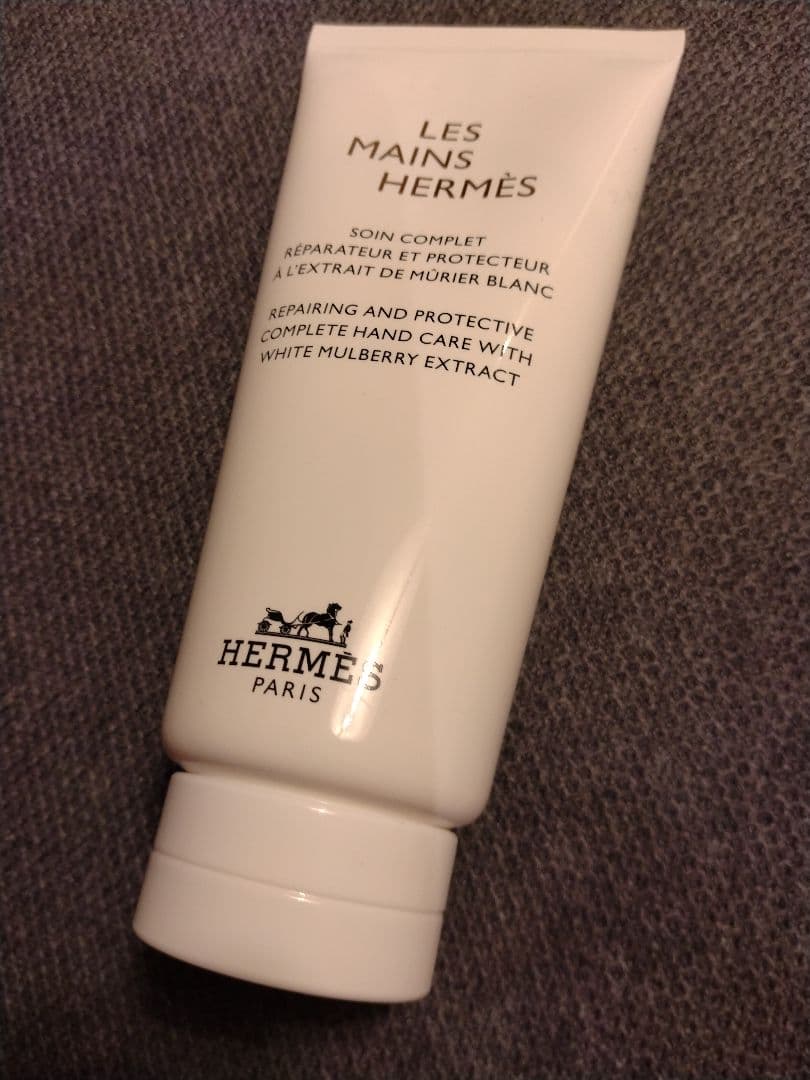 LES
MAINS
HERMÈS
SOIN COMPLET
RÉPARATEUR ET PROTECTEUR
À L'EXTRAIT DE MÛRIER BLANC
REPAIRING AND PROTECTIVE
COMPLETE HAND CARE WITH
WHITE MULBERRY EXTRACT
HERMÈS
PARIS